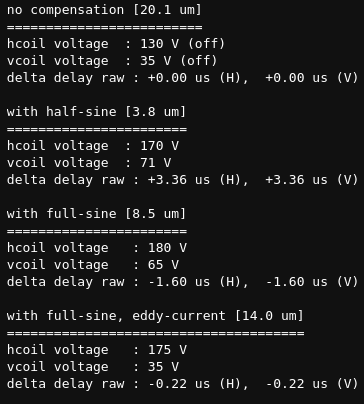 no compensation [20.1 um]
=========================
hcoil voltage  : 130 V (off)
vcoil voltage  : 35 V (off)
delta delay raw : +0.00 us (H),  +0.00 us (V)

with half-sine [3.8 um]
=======================
hcoil voltage  : 170 V
vcoil voltage  : 71 V
delta delay raw : +3.36 us (H),  +3.36 us (V)

with full-sine [8.5 um]
=======================
hcoil voltage   : 180 V
vcoil voltage   : 65 V
delta delay raw : -1.60 us (H),  -1.60 us (V)

with full-sine, eddy-current [14.0 um]
======================================
hcoil voltage   : 175 V
vcoil voltage   : 35 V
delta delay raw : -0.22 us (H),  -0.22 us (V)